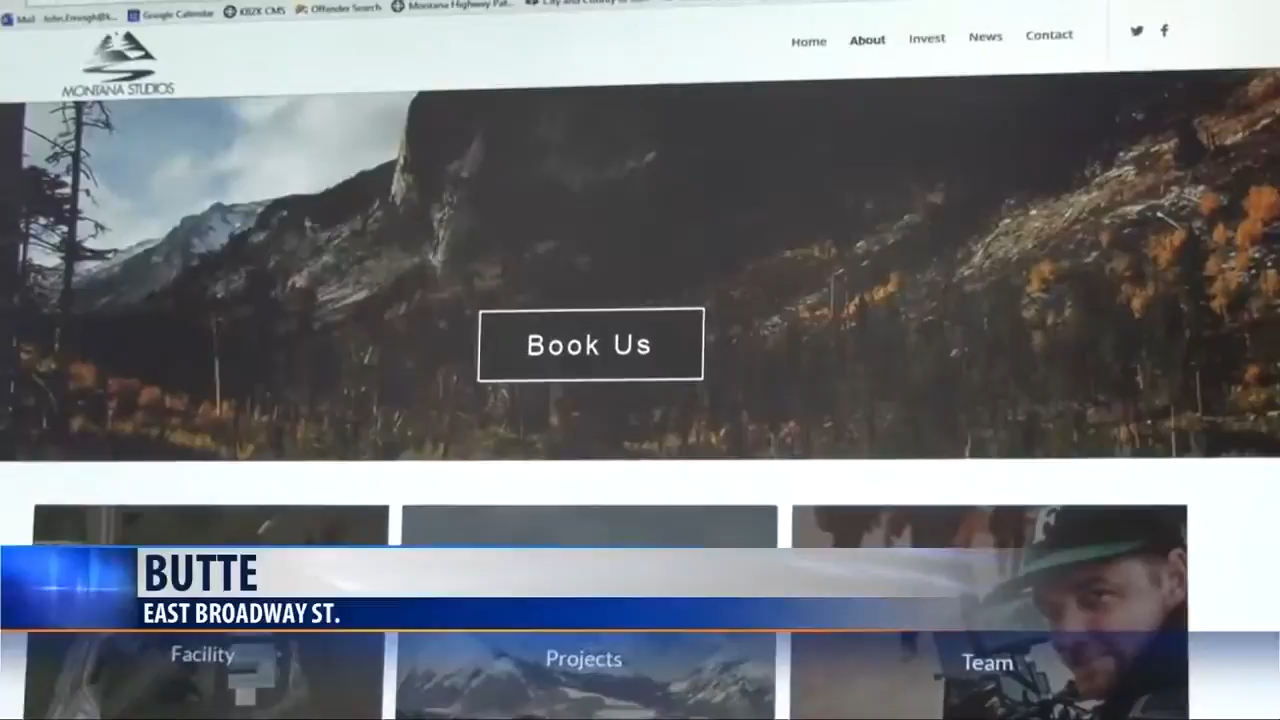 Mail
Google Calendar
KBZK CMS
Offender Search
Montana Highway Pat...
MONTANA STUDIOS
Home
About
Invest
News
Contact
Book Us
BUTTE
EAST BROADWAY ST.
Facility
Projects
Team
F